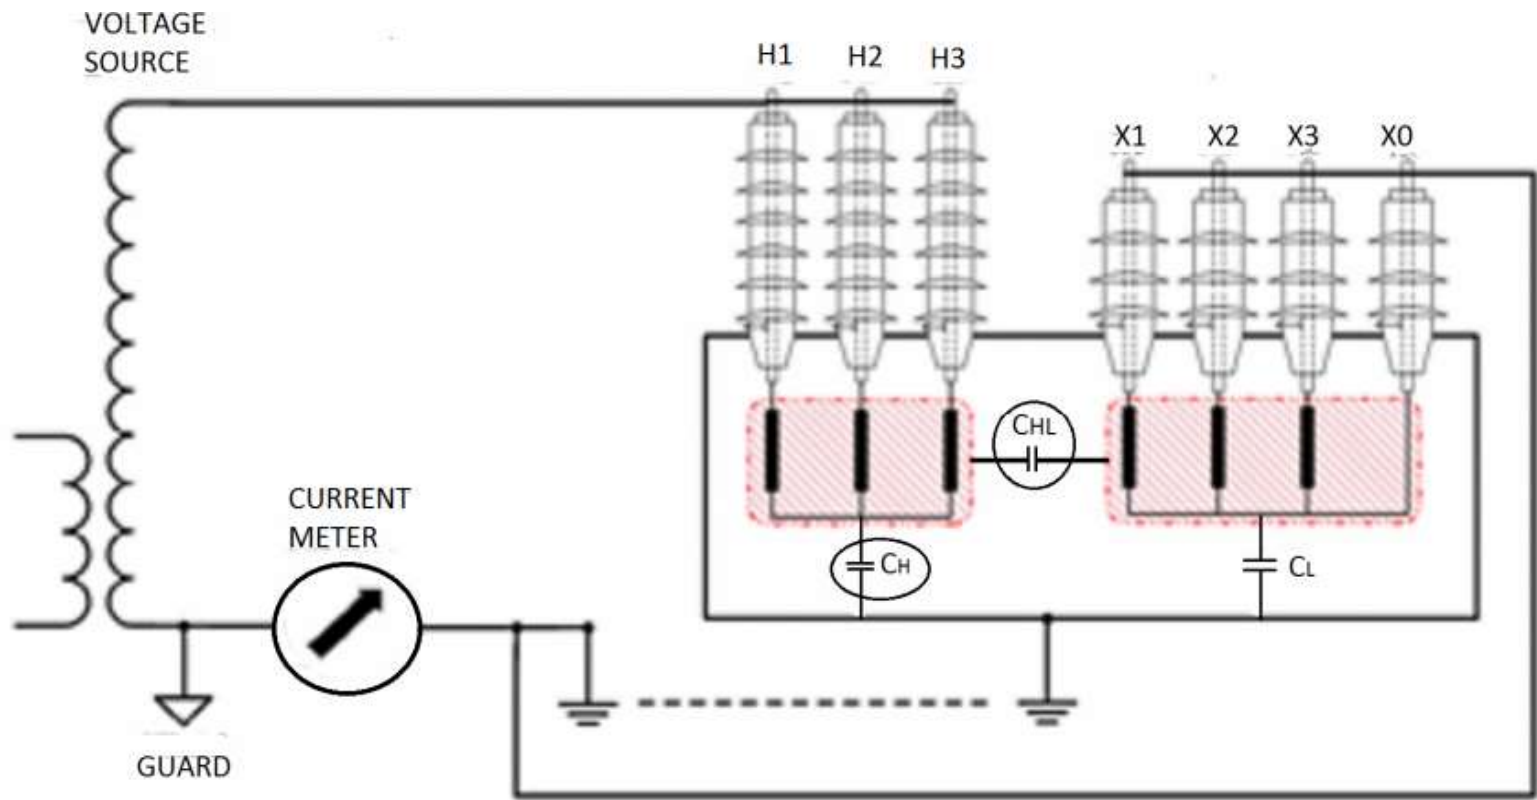 VOLTAGE
SOURCE
H1 H2 H3
X1 X2 X3 X0
CHL
CURRENT
METER
CH
CL
GUARD